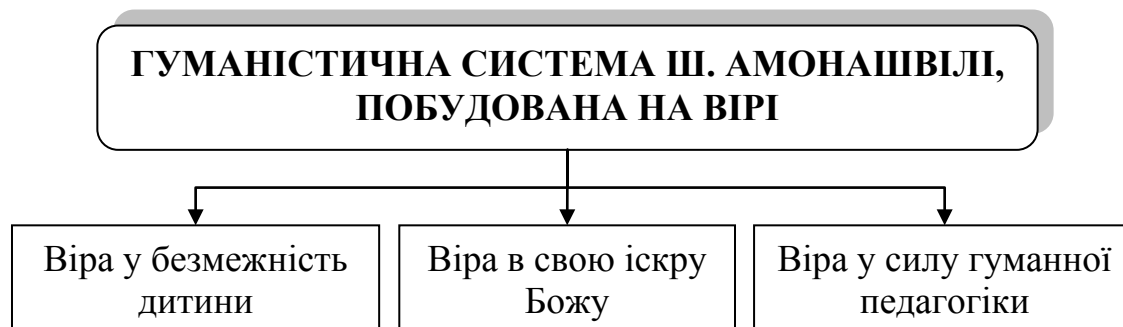 ГУМАНІСТИЧНА СИСТЕМА Ш. АМОНАШВІЛІ,
ПОБУДОВАНА НА ВІРІ
Віра у безмежність
дитини
Віра в свою іскру
Божу
Віра у силу гуманної
педагогіки